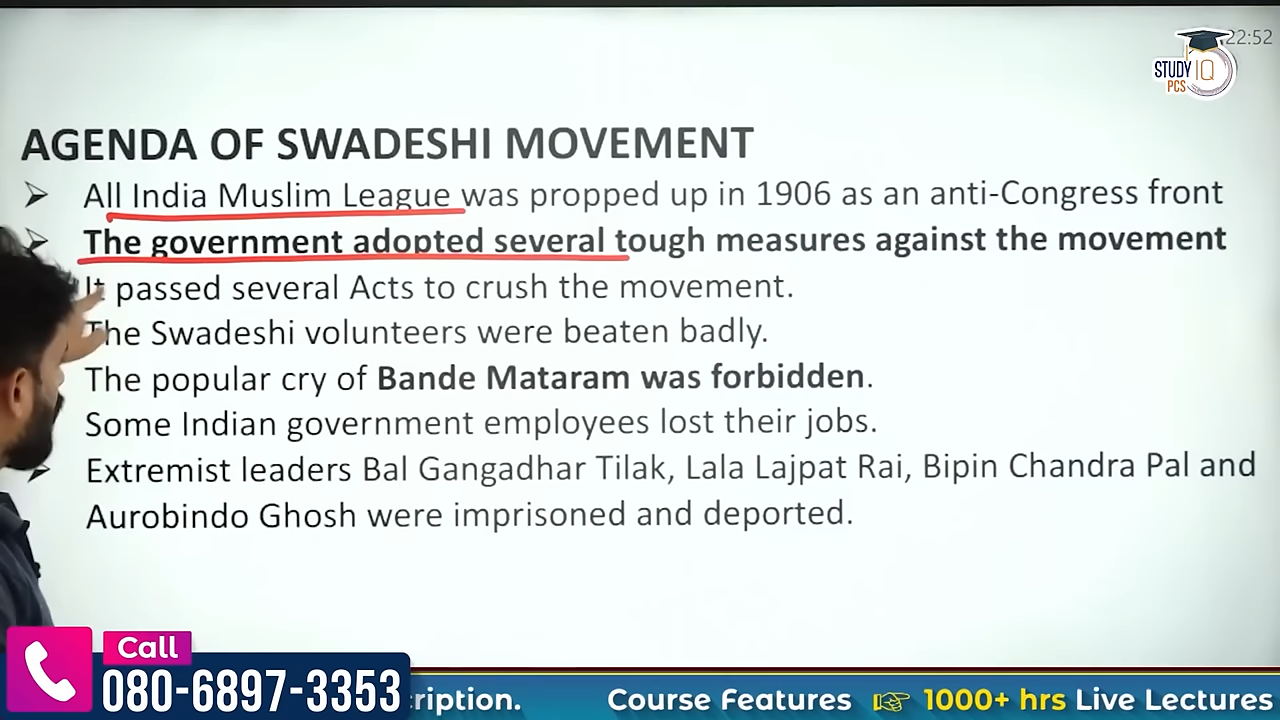 22:52
STUDY IQ
PCS
AGENDA OF SWADESHI MOVEMENT
All India Muslim League was propped up in 1906 as an anti-Congress front
The government adopted several tough measures against the movement
It passed several Acts to crush the movement.
The Swadeshi volunteers were beaten badly.
The popular cry of Bande Mataram was forbidden.
Some Indian government employees lost their jobs.
Extremist leaders Bal Gangadhar Tilak, Lala Lajpat Rai, Bipin Chandra Pal and
Aurobindo Ghosh were imprisoned and deported.
Call
080-6897-3353
cription. Course Features 1000+ hrs Live Lectures